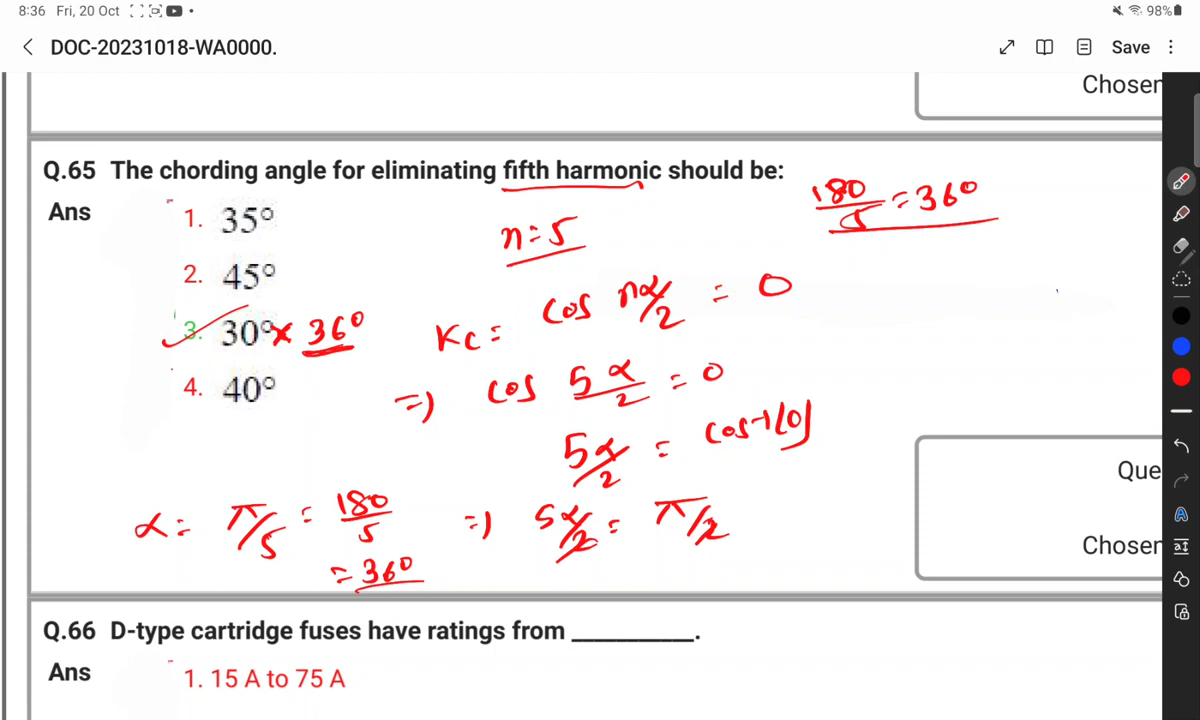 8:36 Fri, 20 Oct
98%
DOC-20231018-WA0000.
Save
Chosen
Q.65 The chording angle for eliminating fifth harmonic should be:
180/5 = 36°
Ans
1. 35°
n=5
2. 45°
Kc = cos nα/2 = 0
3. 30° × 36°
4. 40°
=) cos 5α/2 = 0
5α/2 = cos-1(0)
Que
α = π/5 = 180/5
=) 5α/2 = π/2
= 36°
Chosen
Q.66 D-type cartridge fuses have ratings from __________.
Ans
1. 15 A to 75 A